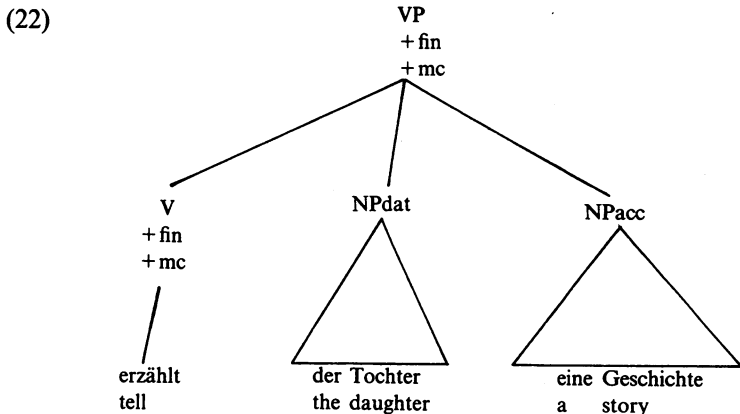 (22)
VP
+ fin
+ mc
V
+ fin
+ mc
NPdat
NPacc
erzählt der Tochter eine Geschichte
tell the daughter a story